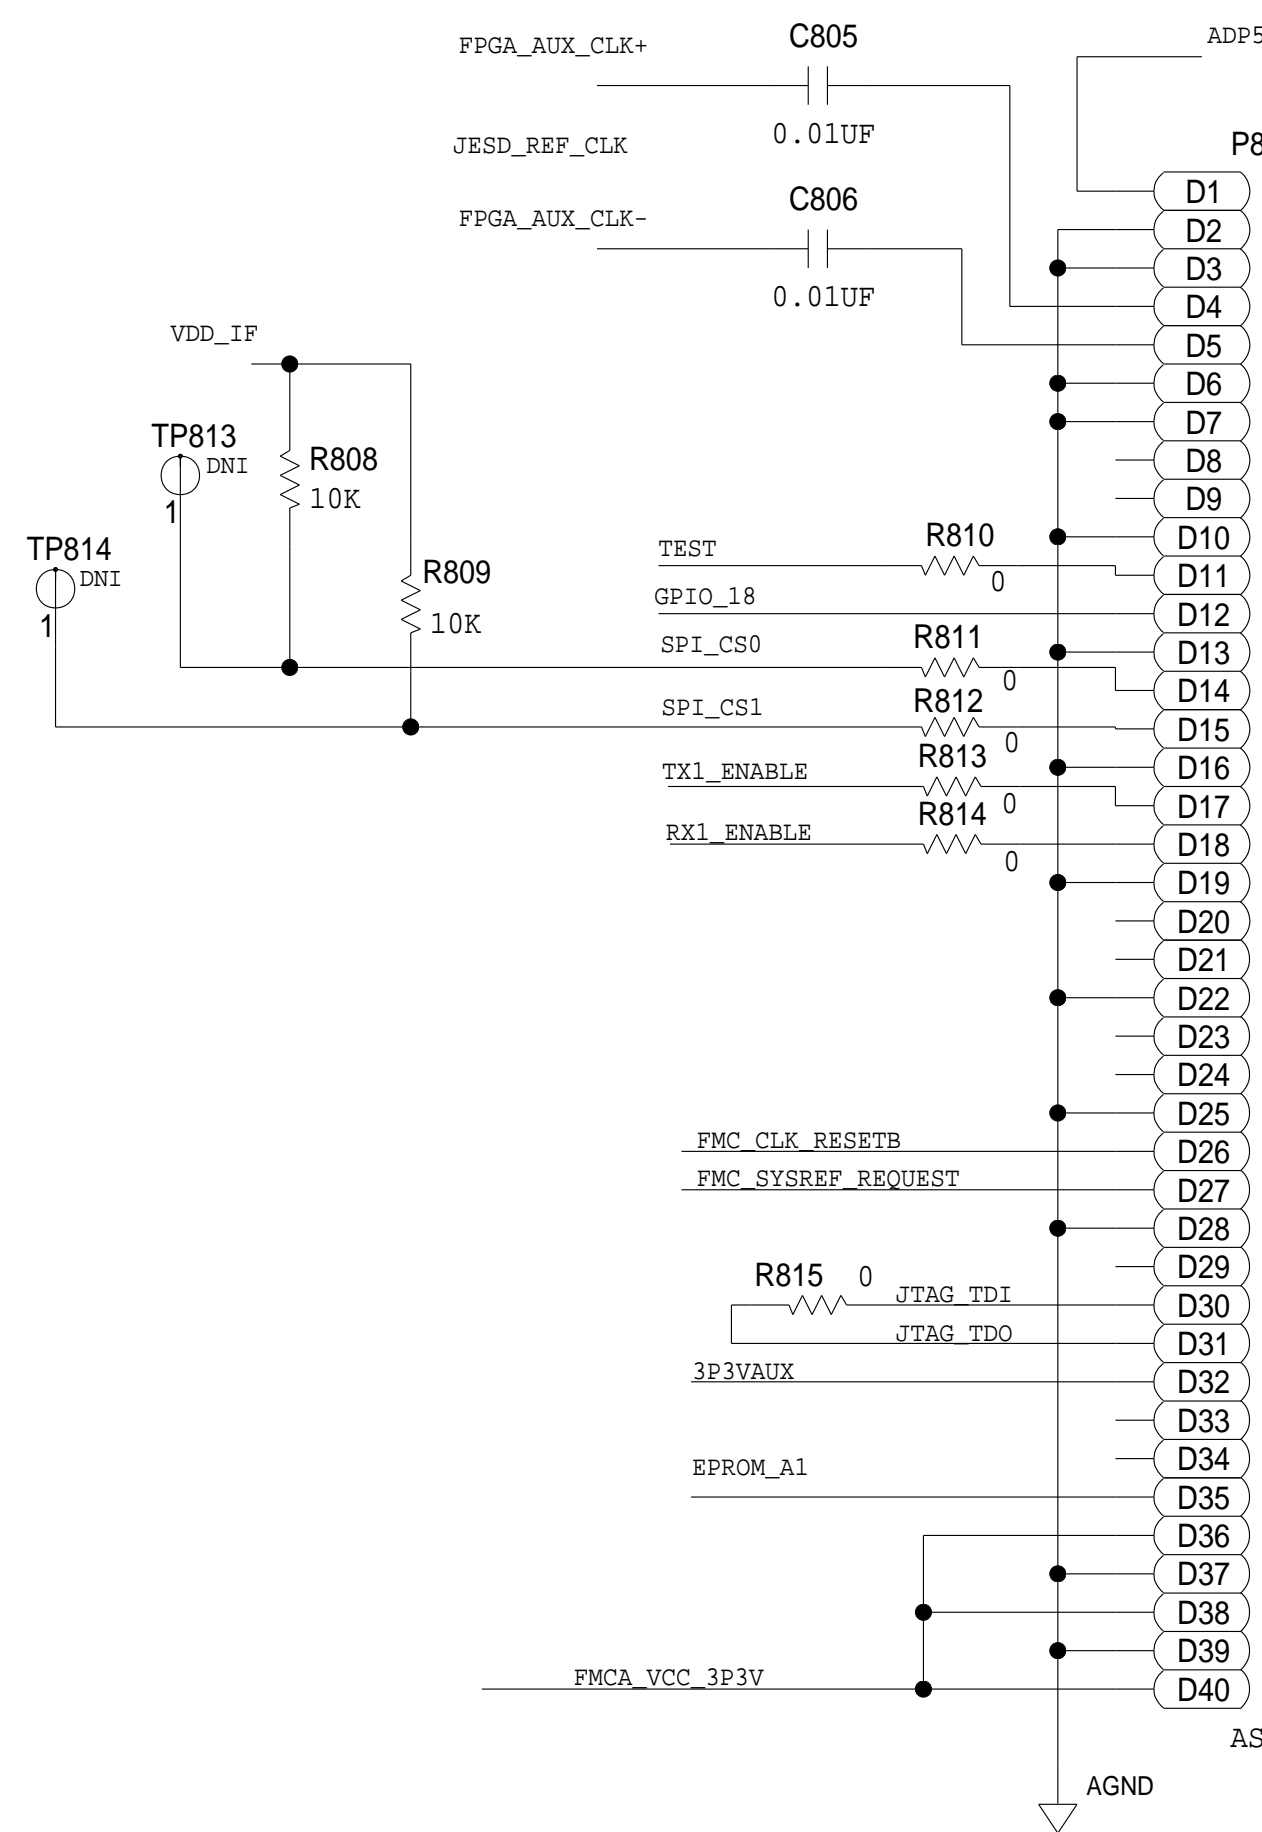 FPGA_AUX_CLK+
C805
ADP5
0.01UF
JESD_REF_CLK
P8
C806
FPGA_AUX_CLK-
0.01UF
VDD_IF
TP813
DNI
1
R808
10K
TP814
DNI
1
R809
10K
TEST
R810
0
GPIO_18
SPI_CS0
R811
0
SPI_CS1
R812
0
TX1_ENABLE
R813
0
RX1_ENABLE
R814
0
FMC_CLK_RESETB
FMC_SYSREF_REQUEST
R815
0
JTAG_TDI
JTAG_TDO
3P3VAUX
EPROM_A1
FMCA_VCC_3P3V
D1
D2
D3
D4
D5
D6
D7
D8
D9
D10
D11
D12
D13
D14
D15
D16
D17
D18
D19
D20
D21
D22
D23
D24
D25
D26
D27
D28
D29
D30
D31
D32
D33
D34
D35
D36
D37
D38
D39
D40
AS
AGND